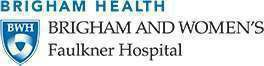 BRIGHAM HEALTH
BWH
BRIGHAM AND WOMEN'S
Faulkner Hospital